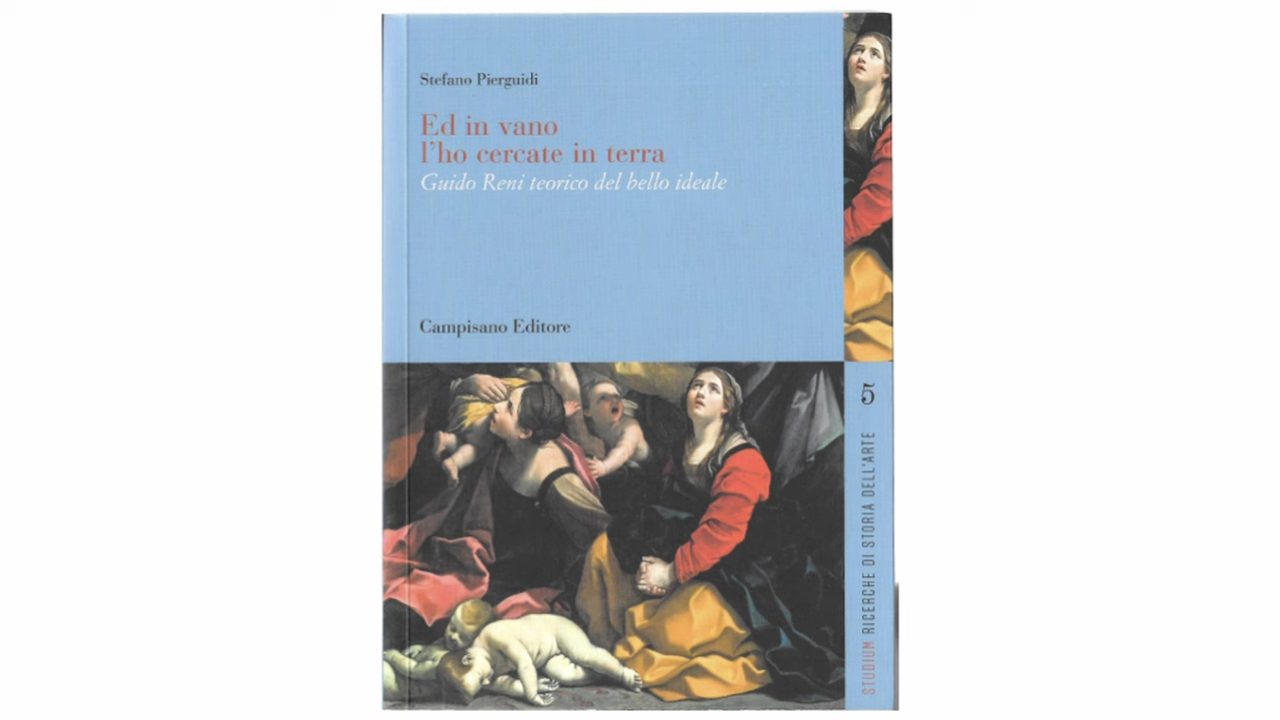 Stefano Pierguidi
Ed in vano
l'ho cercate in terra
Guido Reni teorico del bello ideale
Campisano Editore
5
STUDIUM RICERCHE DI STORIA DELL'ARTE